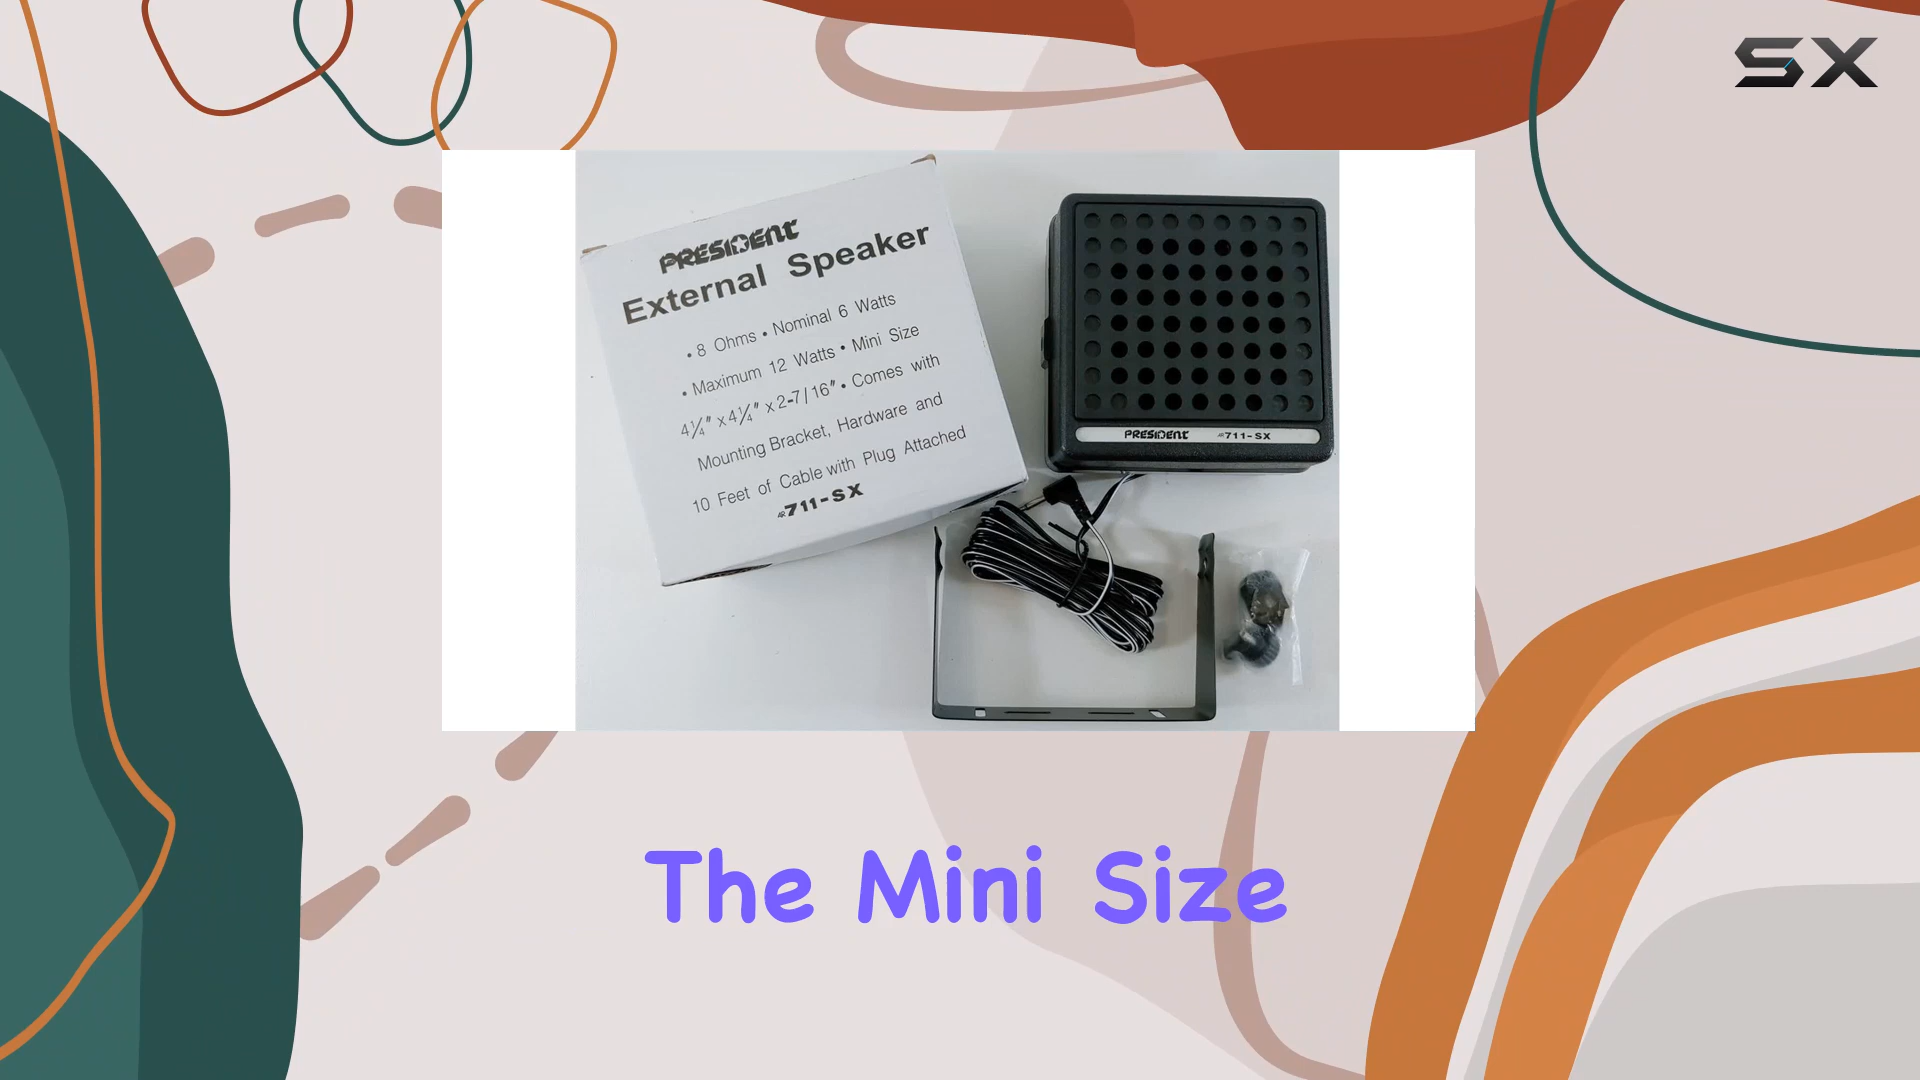 SX
PRESIDENT
External Speaker
• 8 Ohms • Nominal 6 Watts
• Maximum 12 Watts • Mini Size
4¼" x 4¼" x 2-7/16" • Comes with
Mounting Bracket, Hardware and
10 Feet of Cable with Plug Attached
AR 711-SX
PRESIDENT AR 711-SX
The Mini Size